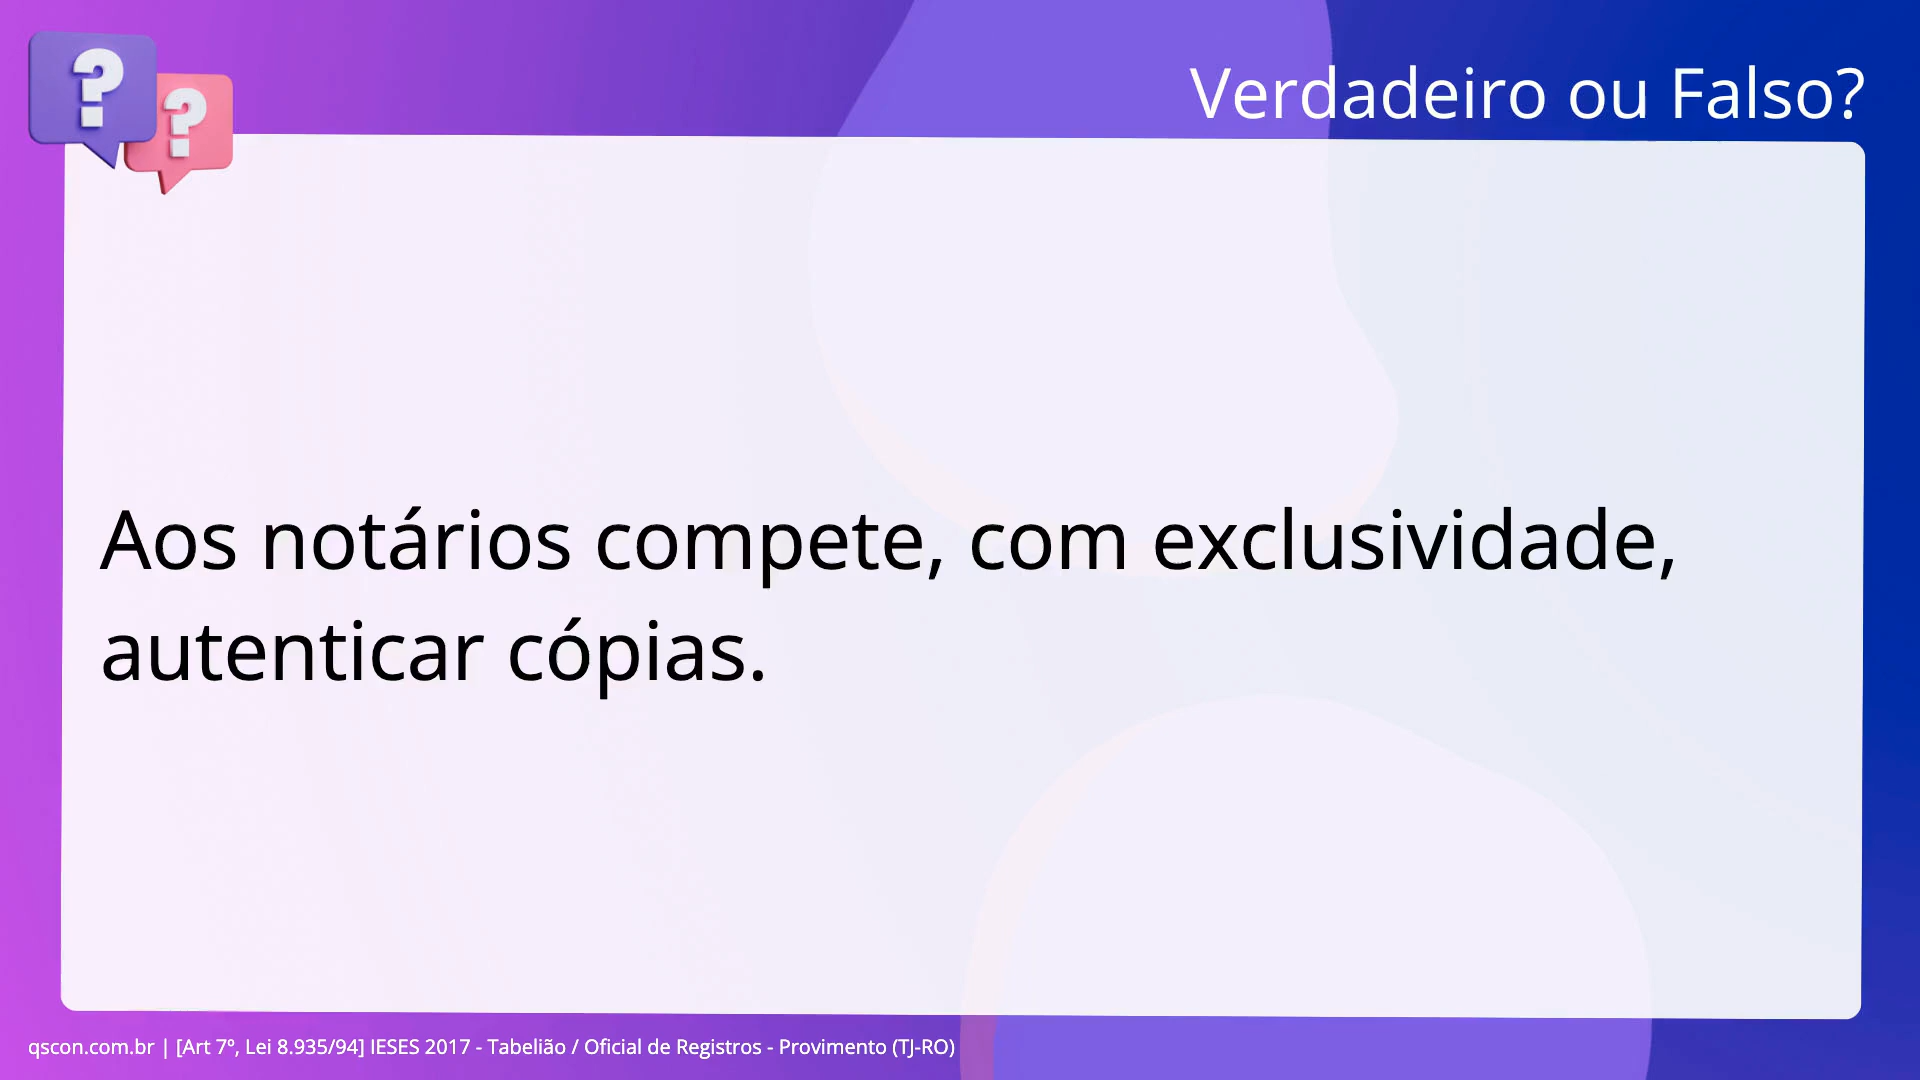 Verdadeiro ou Falso?
Aos notários compete, com exclusividade,
autenticar cópias.
qscon.com.br | [Art 7º, Lei 8.935/94] IESES 2017 - Tabelião / Oficial de Registros - Provimento (TJ-RO)